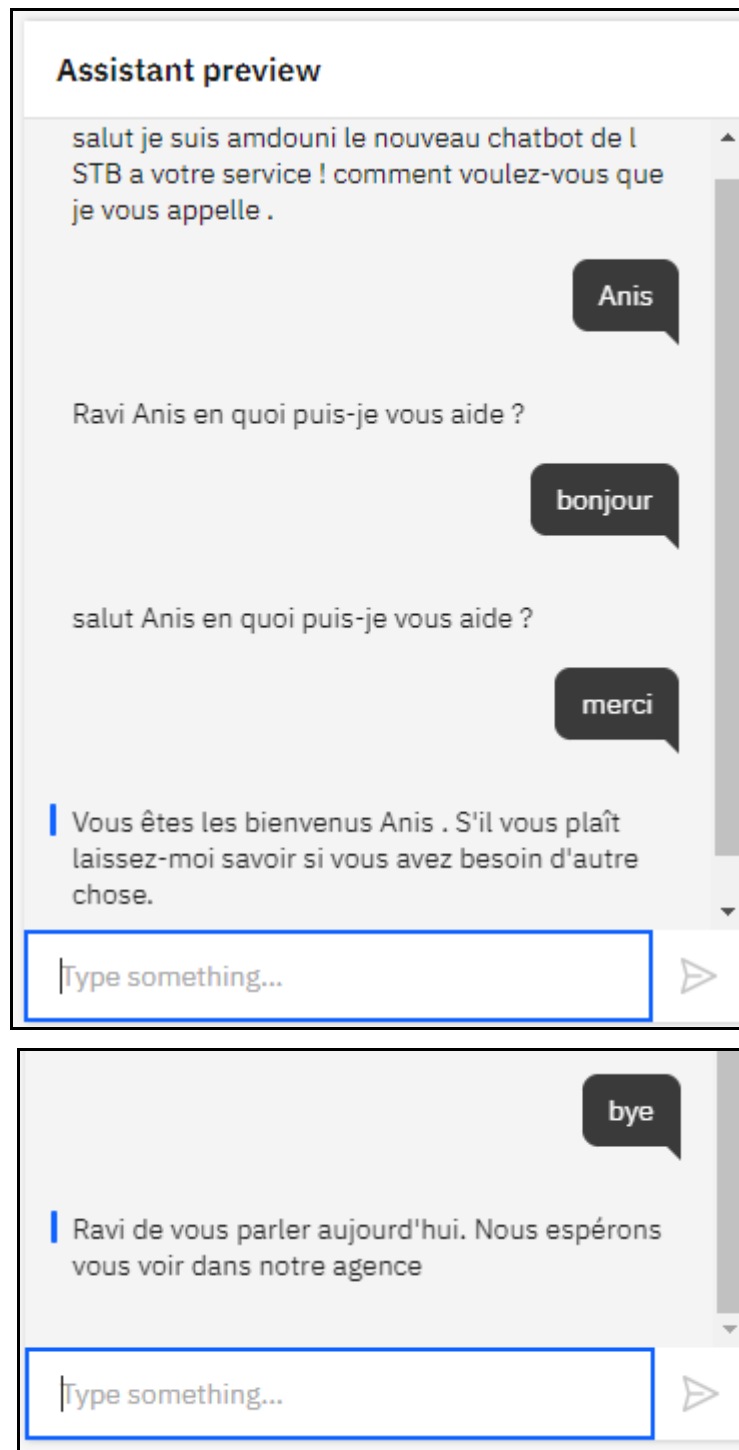 Assistant preview
salut je suis amdouni le nouveau chatbot de l
STB a votre service ! comment voulez-vous que
je vous appelle .
Anis
Ravi Anis en quoi puis-je vous aide ?
bonjour
salut Anis en quoi puis-je vous aide ?
merci
Vous êtes les bienvenus Anis . S'il vous plaît
laissez-moi savoir si vous avez besoin d'autre
chose.
Type something...
bye
Ravi de vous parler aujourd'hui. Nous espérons
vous voir dans notre agence
Type something...